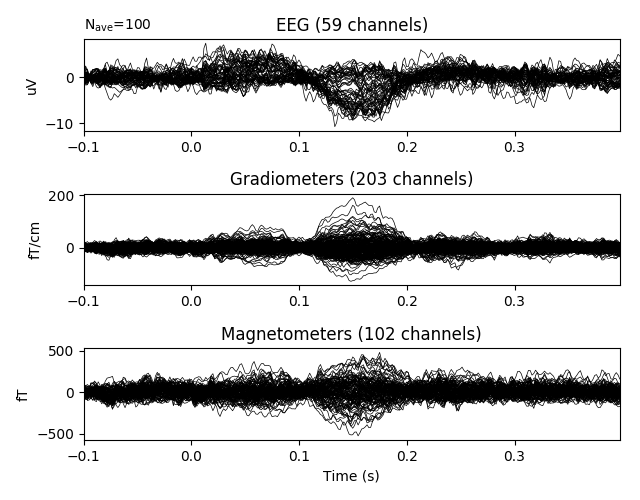 N_ave=100
EEG (59 channels)
0
−10
uV
−0.1 0.0 0.1 0.2 0.3
Gradiometers (203 channels)
200
0
fT/cm
−0.1 0.0 0.1 0.2 0.3
Magnetometers (102 channels)
500
0
−500
fT
−0.1 0.0 0.1 0.2 0.3
Time (s)